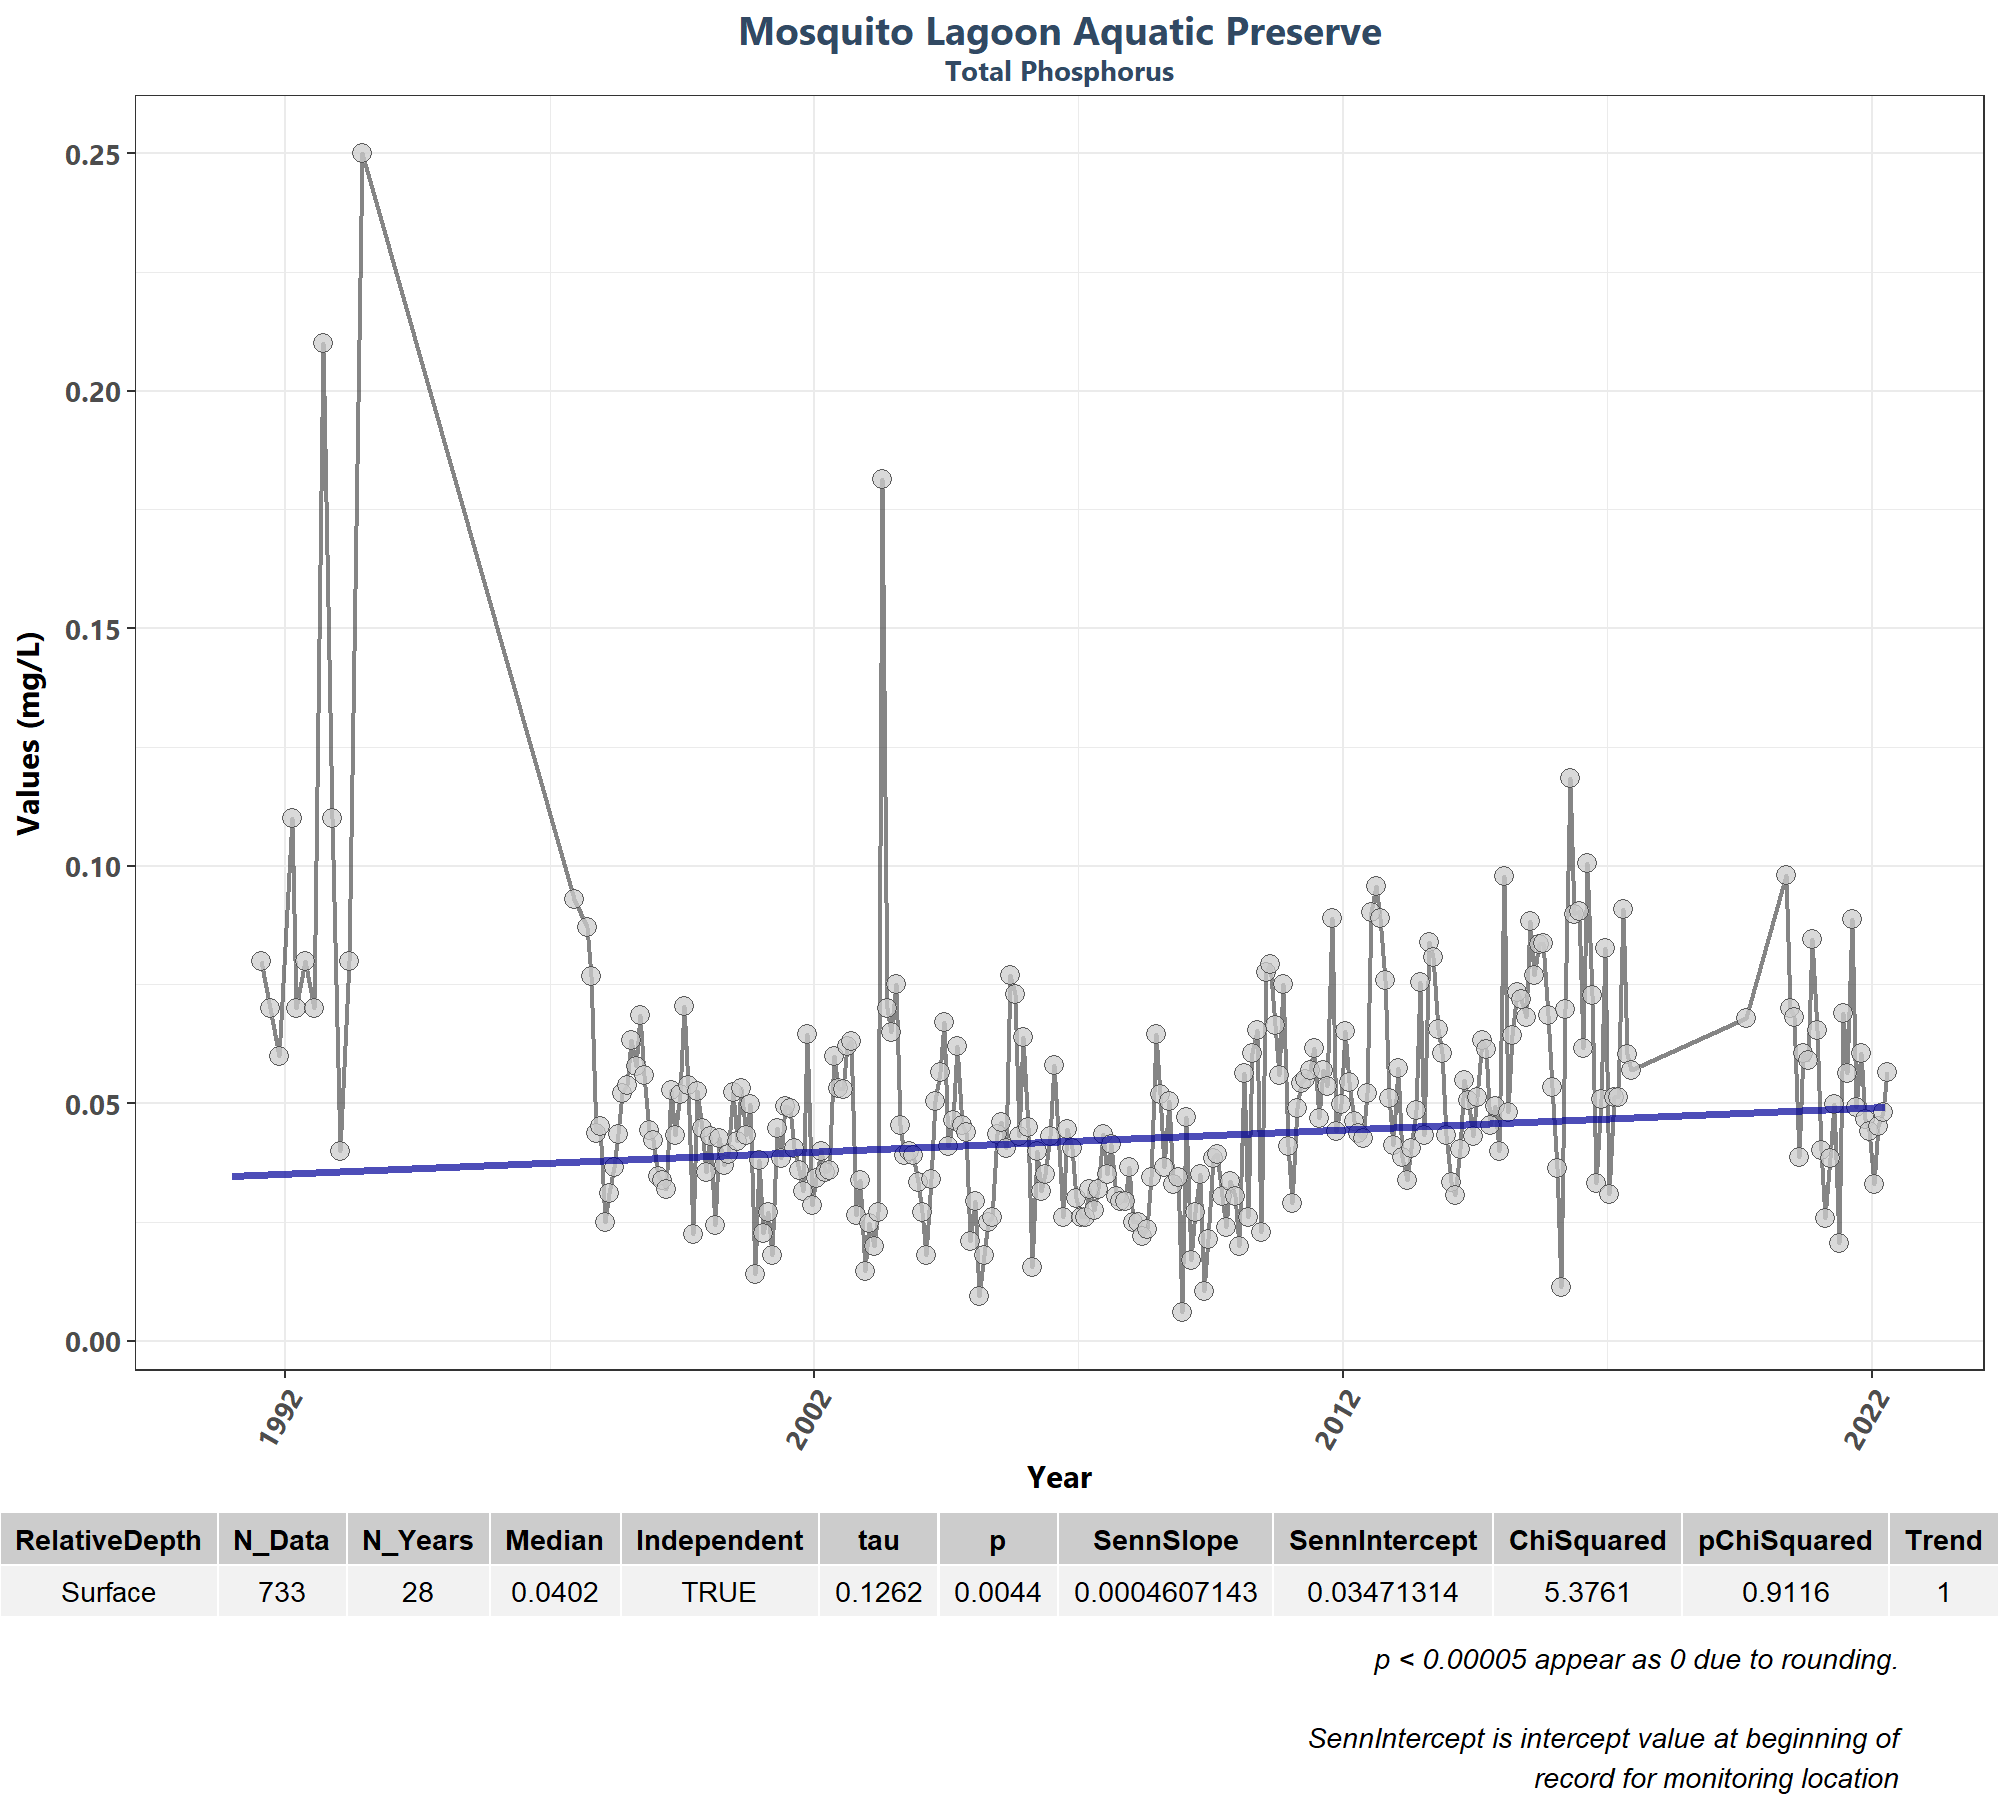 Mosquito Lagoon Aquatic Preserve
Total Phosphorus
Values (mg/L)
0.25
0.20
0.15
0.10
0.05
0.00
1992 2002 2012 2022
Year
RelativeDepth N_Data N_Years Median Independent tau p SennSlope SennIntercept ChiSquared pChiSquared Trend
Surface 733 28 0.0402 TRUE 0.1262 0.0044 0.0004607143 0.03471314 5.3761 0.9116 1
p < 0.00005 appear as 0 due to rounding.
SennIntercept is intercept value at beginning of
record for monitoring location